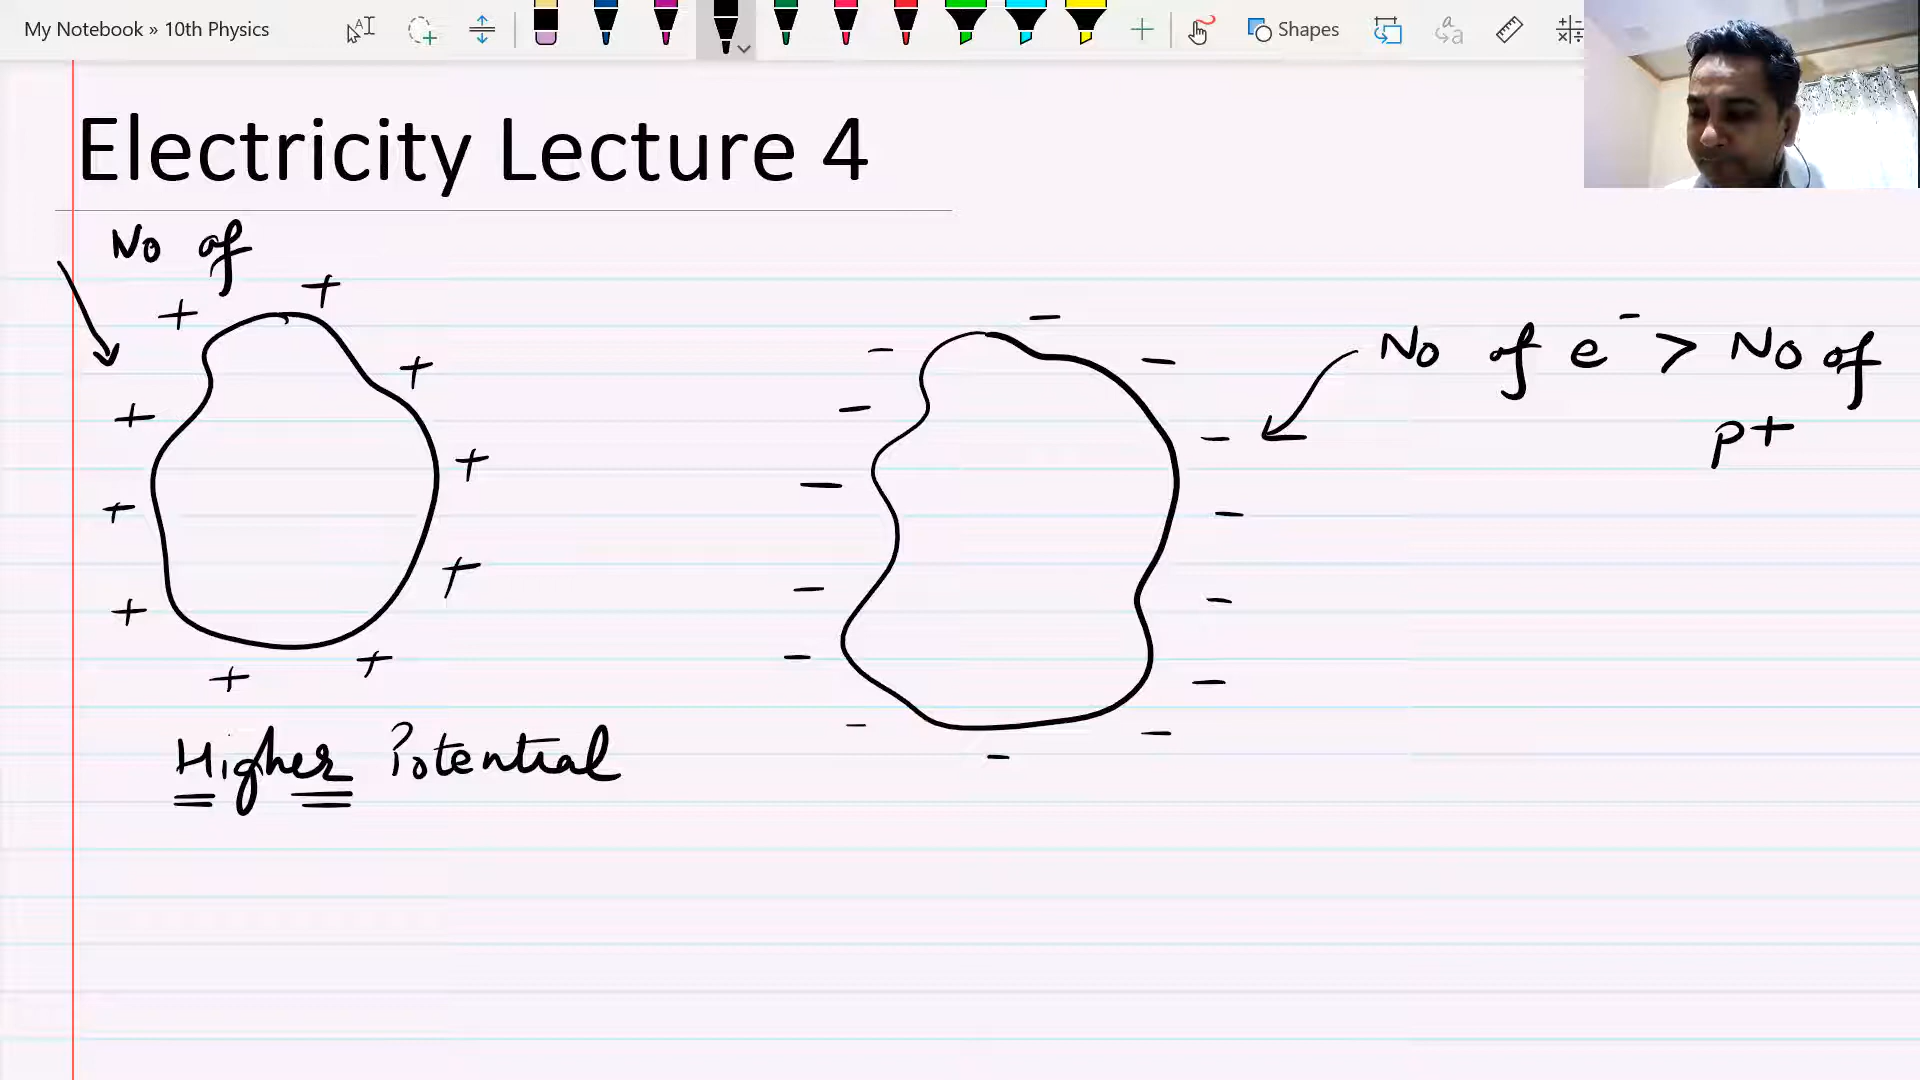 My Notebook » 10th Physics
Shapes
Electricity Lecture 4
No of
No of e⁻ > No of
p+
Higher Potential